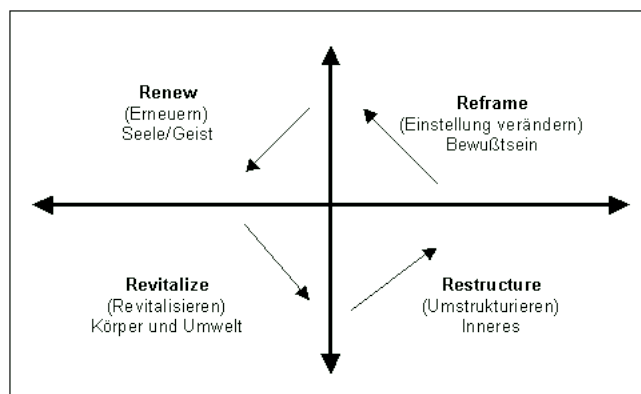 Renew
(Erneuern)
Seele/Geist
Reframe
(Einstellung verändern)
Bewußtsein
Revitalize
(Revitalisieren)
Körper und Umwelt
Restructure
(Umstrukturieren)
Inneres